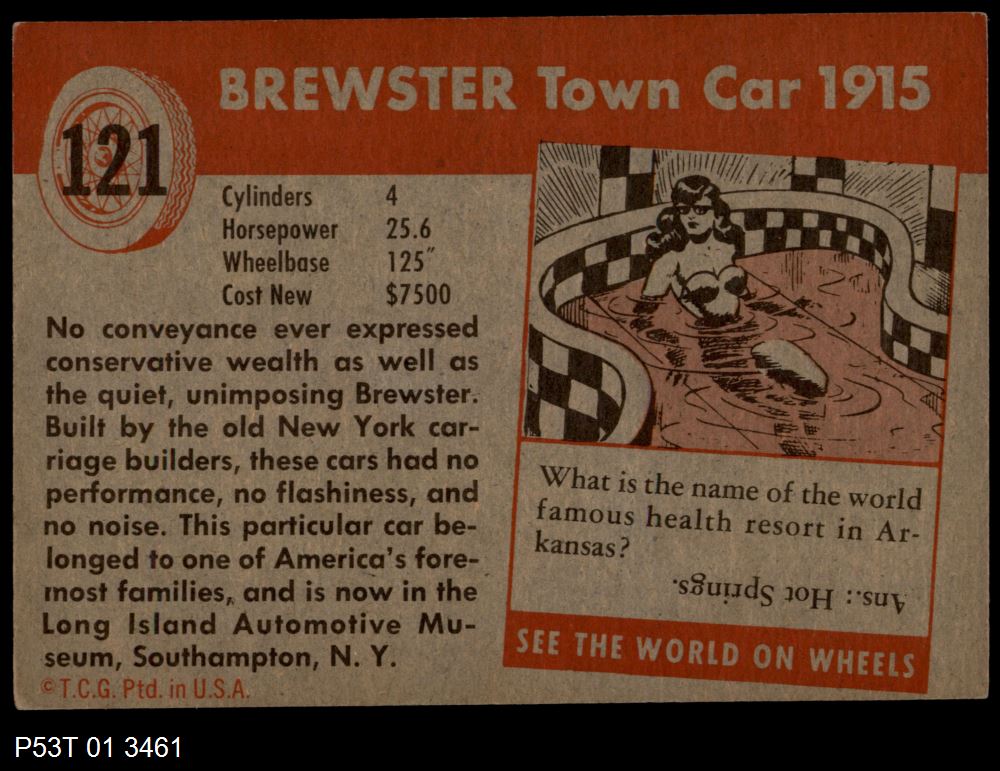 BREWSTER Town Car 1915
121
Cylinders 4
Horsepower 25.6
Wheelbase 125"
Cost New $7500
No conveyance ever expressed
conservative wealth as well as
the quiet, unimposing Brewster.
Built by the old New York car-
riage builders, these cars had no
performance, no flashiness, and
no noise. This particular car be-
longed to one of America's fore-
most families, and is now in the
Long Island Automotive Mu-
seum, Southampton, N. Y.
© T.C.G. Ptd. in U.S.A.
What is the name of the world
famous health resort in Ar-
kansas?
Ans.: Hot Springs.
SEE THE WORLD ON WHEELS
P53T 01 3461